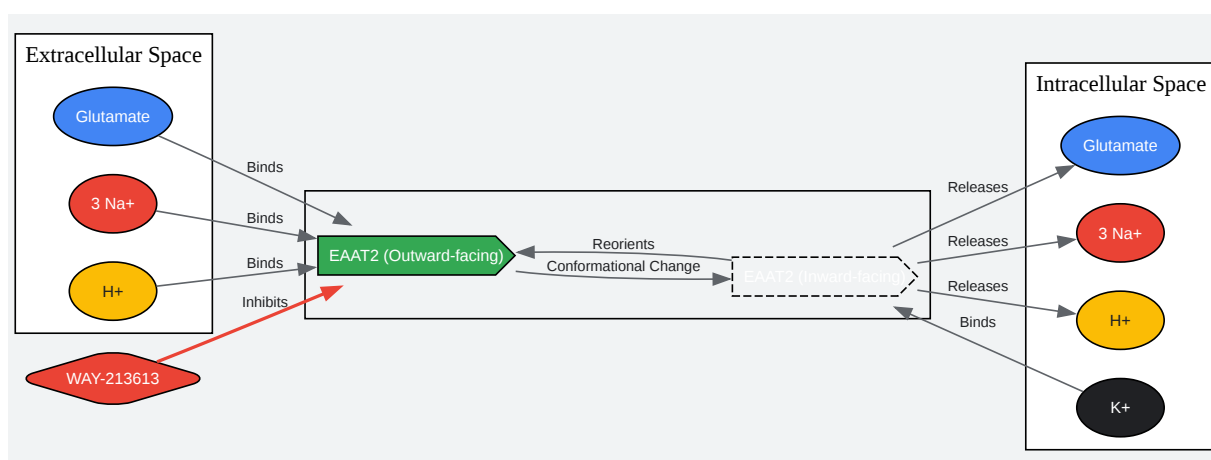 Extracellular Space
Glutamate
3 Na+
H+
WAY-213613
Binds
Binds
Binds
Inhibits
EAAT2 (Outward-facing)
Reorients
Conformational Change
EAAT2 (Inward-facing)
Releases
Releases
Releases
Binds
Intracellular Space
Glutamate
3 Na+
H+
K+